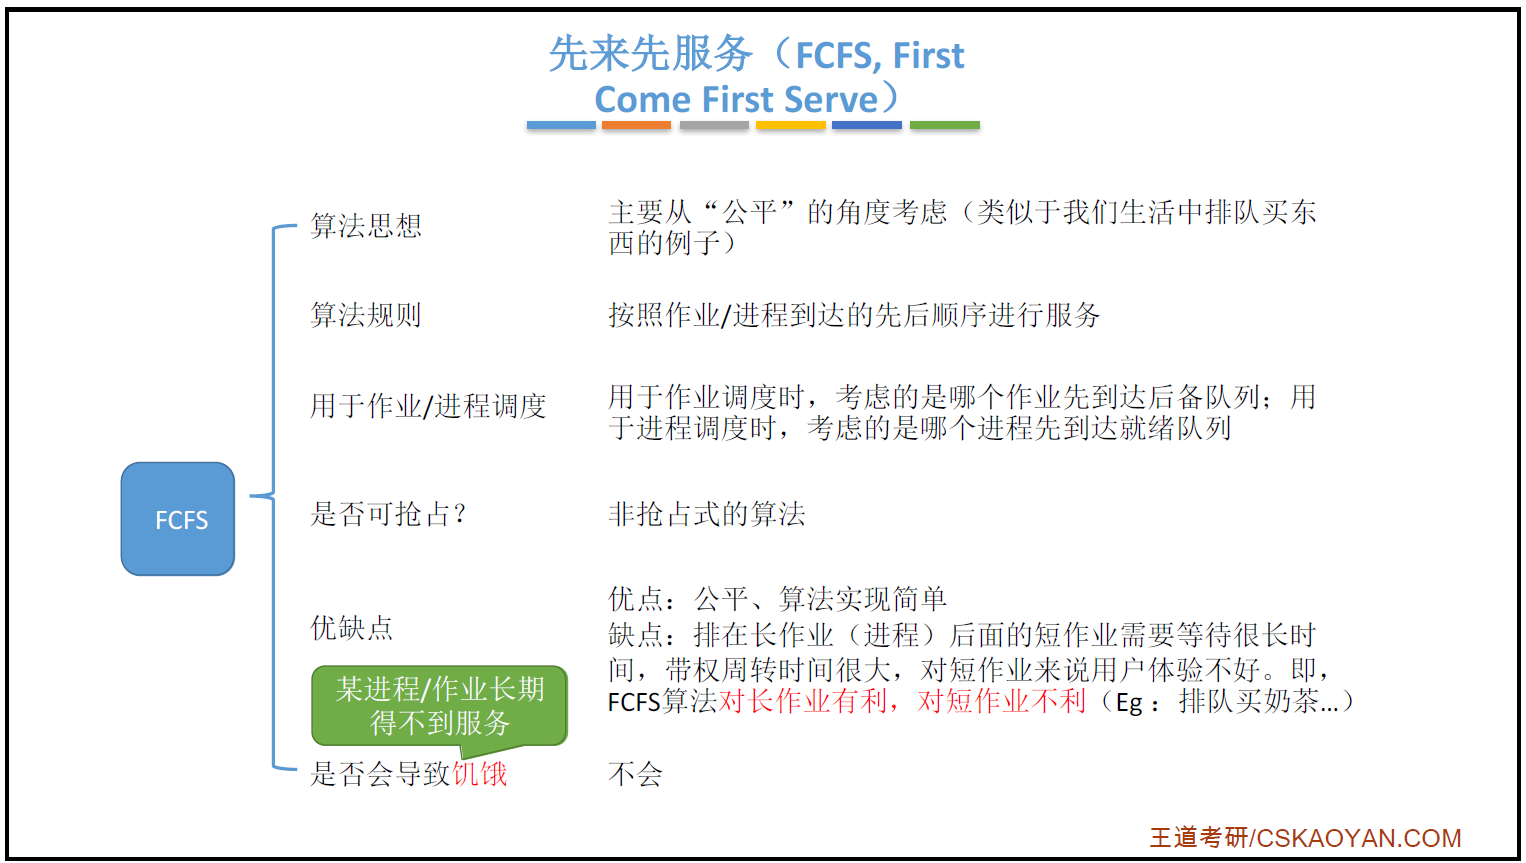 先来先服务（FCFS, First
Come First Serve）
算法思想
主要从“公平”的角度考虑（类似于我们生活中排队买东
西的例子）
算法规则
按照作业/进程到达的先后顺序进行服务
用于作业/进程调度
用于作业调度时，考虑的是哪个作业先到达后备队列；用
于进程调度时，考虑的是哪个进程先到达就绪队列
FCFS
是否可抢占？
非抢占式的算法
优缺点
优点：公平、算法实现简单
缺点：排在长作业（进程）后面的短作业需要等待很长时
间，带权周转时间很大，对短作业来说用户体验不好。即，
FCFS算法对长作业有利，对短作业不利（Eg：排队买奶茶…）
某进程/作业长期
得不到服务
是否会导致饥饿
不会
王道考研/CSKAOYAN.COM